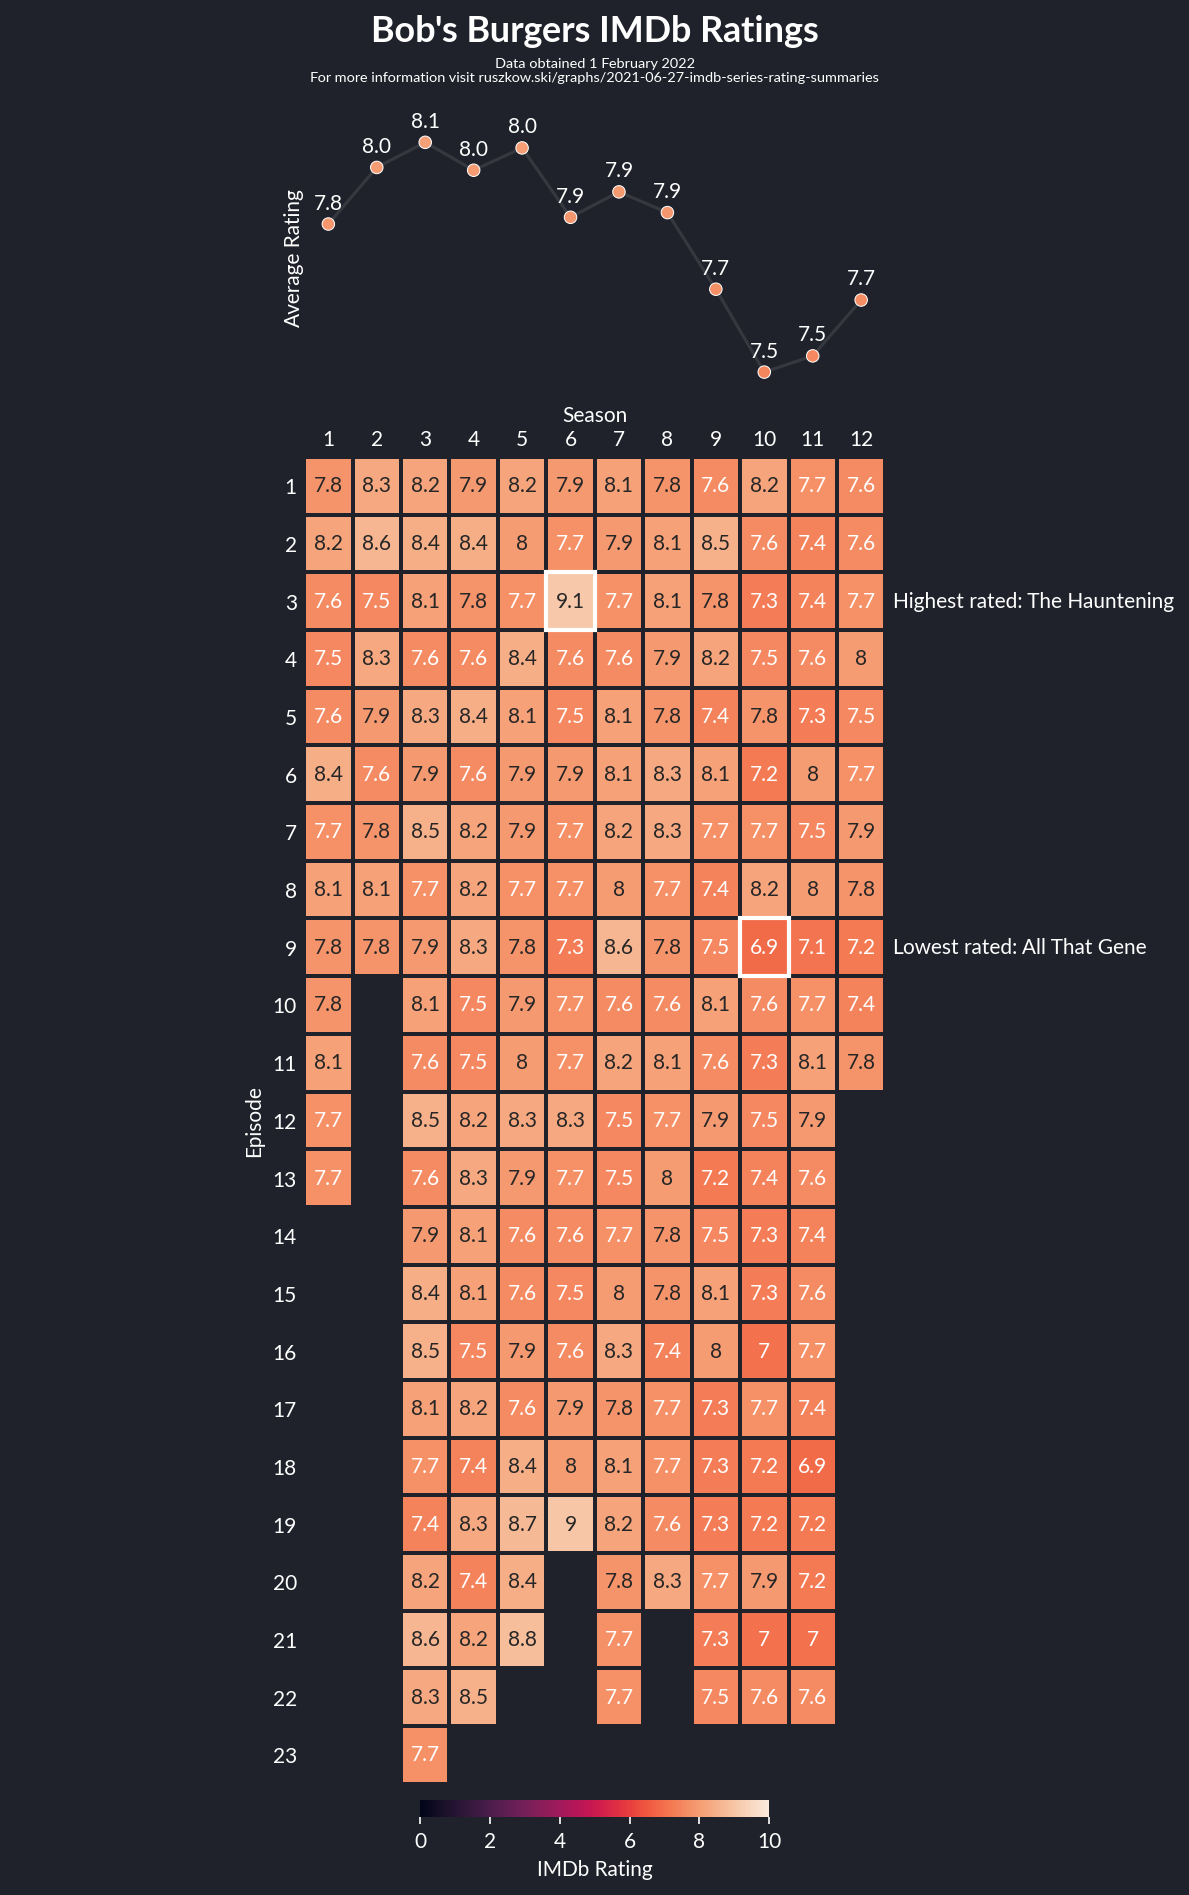 Bob's Burgers IMDb Ratings
Data obtained 1 February 2022
For more information visit ruszkow.ski/graphs/2021-06-27-imdb-series-rating-summaries
Average Rating
7.8 8.0 8.1 8.0 8.0 7.9 7.9 7.9 7.7 7.5 7.5 7.7
Season
1 2 3 4 5 6 7 8 9 10 11 12
Episode
1 7.8 8.3 8.2 7.9 8.2 7.9 8.1 7.8 7.6 8.2 7.7 7.6
2 8.2 8.6 8.4 8.4 8 7.7 7.9 8.1 8.5 7.6 7.4 7.6
3 7.6 7.5 8.1 7.8 7.7 9.1 7.7 8.1 7.8 7.3 7.4 7.7 Highest rated: The Hauntening
4 7.5 8.3 7.6 7.6 8.4 7.6 7.6 7.9 8.2 7.5 7.6 8
5 7.6 7.9 8.3 8.4 8.1 7.5 8.1 7.8 7.4 7.8 7.3 7.5
6 8.4 7.6 7.9 7.6 7.9 7.9 8.1 8.3 8.1 7.2 8 7.7
7 7.7 7.8 8.5 8.2 7.9 7.7 8.2 8.3 7.7 7.7 7.5 7.9
8 8.1 8.1 7.7 8.2 7.7 7.7 8 7.7 7.4 8.2 8 7.8
9 7.8 7.8 7.9 8.3 7.8 7.3 8.6 7.8 7.5 6.9 7.1 7.2 Lowest rated: All That Gene
10 7.8 8.1 7.5 7.9 7.7 7.6 7.6 8.1 7.6 7.7 7.4
11 8.1 7.6 7.5 8 7.7 8.2 8.1 7.6 7.3 8.1 7.8
12 7.7 8.5 8.2 8.3 8.3 7.5 7.7 7.9 7.5 7.9
13 7.7 7.6 8.3 7.9 7.7 7.5 8 7.2 7.4 7.6
14 7.9 8.1 7.6 7.6 7.7 7.8 7.5 7.3 7.4
15 8.4 8.1 7.6 7.5 8 7.8 8.1 7.3 7.6
16 8.5 7.5 7.9 7.6 8.3 7.4 8 7 7.7
17 8.1 8.2 7.6 7.9 7.8 7.7 7.3 7.7 7.4
18 7.7 7.4 8.4 8 8.1 7.7 7.3 7.2 6.9
19 7.4 8.3 8.7 9 8.2 7.6 7.3 7.2 7.2
20 8.2 7.4 8.4 7.8 8.3 7.7 7.9 7.2
21 8.6 8.2 8.8 7.7 7.3 7 7
22 8.3 8.5 7.7 7.5 7.6 7.6
23 7.7
0 2 4 6 8 10
IMDb Rating